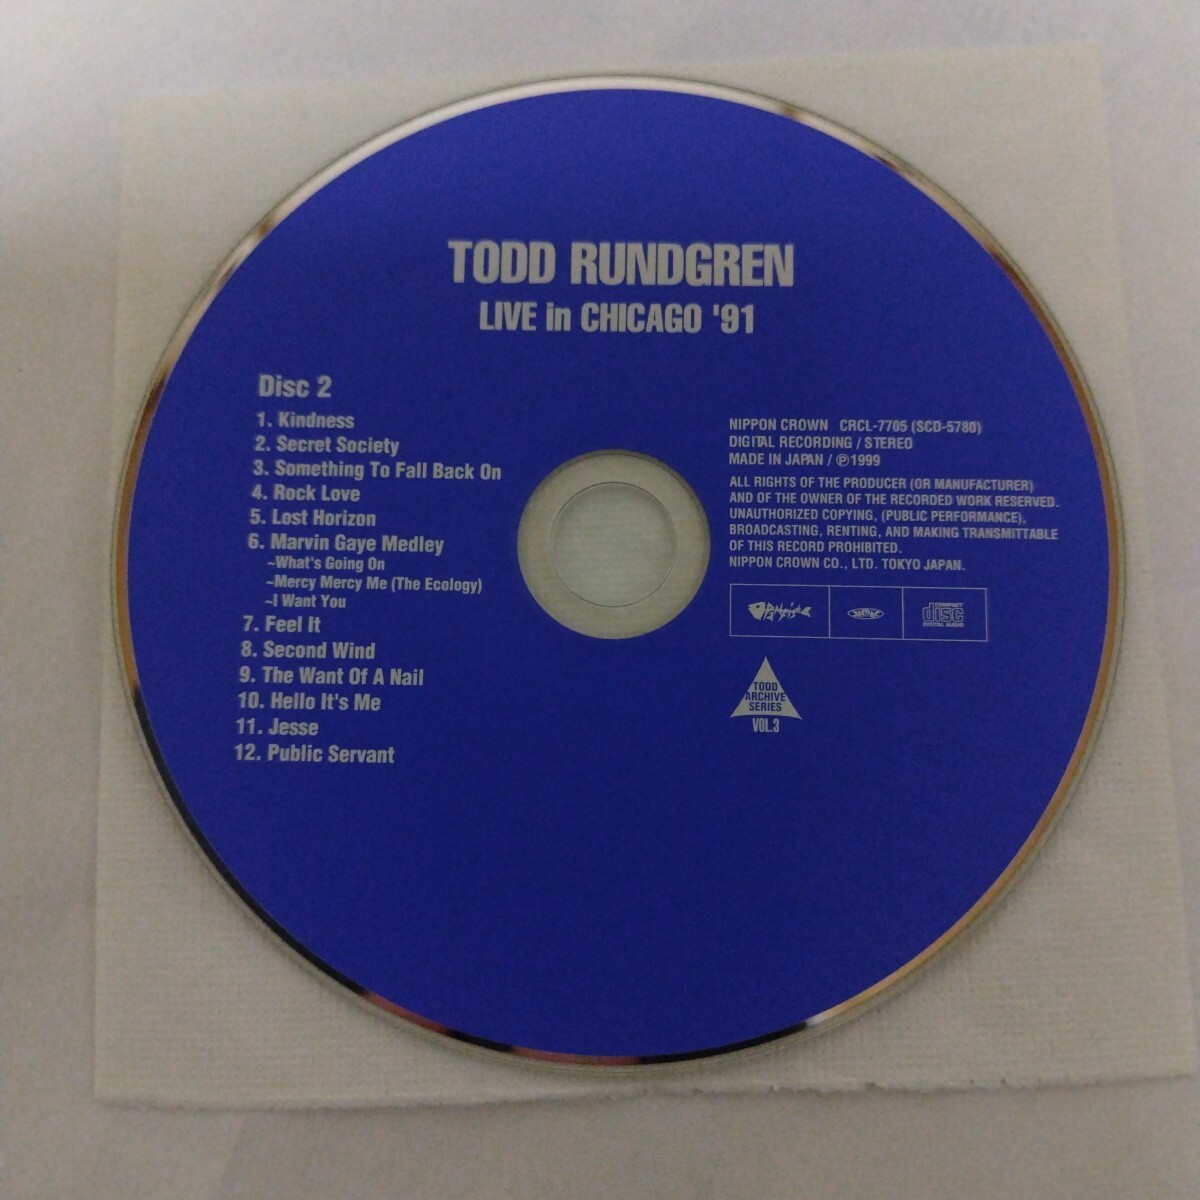 TODD RUNDGREN
LIVE in CHICAGO '91
Disc 2
1. Kindness
2. Secret Society
3. Something To Fall Back On
4. Rock Love
5. Lost Horizon
6. Marvin Gaye Medley
~What's Going On
~Mercy Mercy Me (The Ecology)
~I Want You
7. Feel It
8. Second Wind
9. The Want Of A Nail
10. Hello It's Me
11. Jesse
12. Public Servant
NIPPON CROWN CRCL-7705 (SCD-5780)
DIGITAL RECORDING / STEREO
MADE IN JAPAN / ℗1999
ALL RIGHTS OF THE PRODUCER (OR MANUFACTURER)
AND OF THE OWNER OF THE RECORDED WORK RESERVED.
UNAUTHORIZED COPYING, (PUBLIC PERFORMANCE),
BROADCASTING, RENTING, AND MAKING TRANSMITTABLE
OF THIS RECORD PROHIBITED.
NIPPON CROWN CO., LTD. TOKYO JAPAN.
COMPACT
disc
DIGITAL AUDIO
TODD
ARCHIVE
SERIES
VOL.3